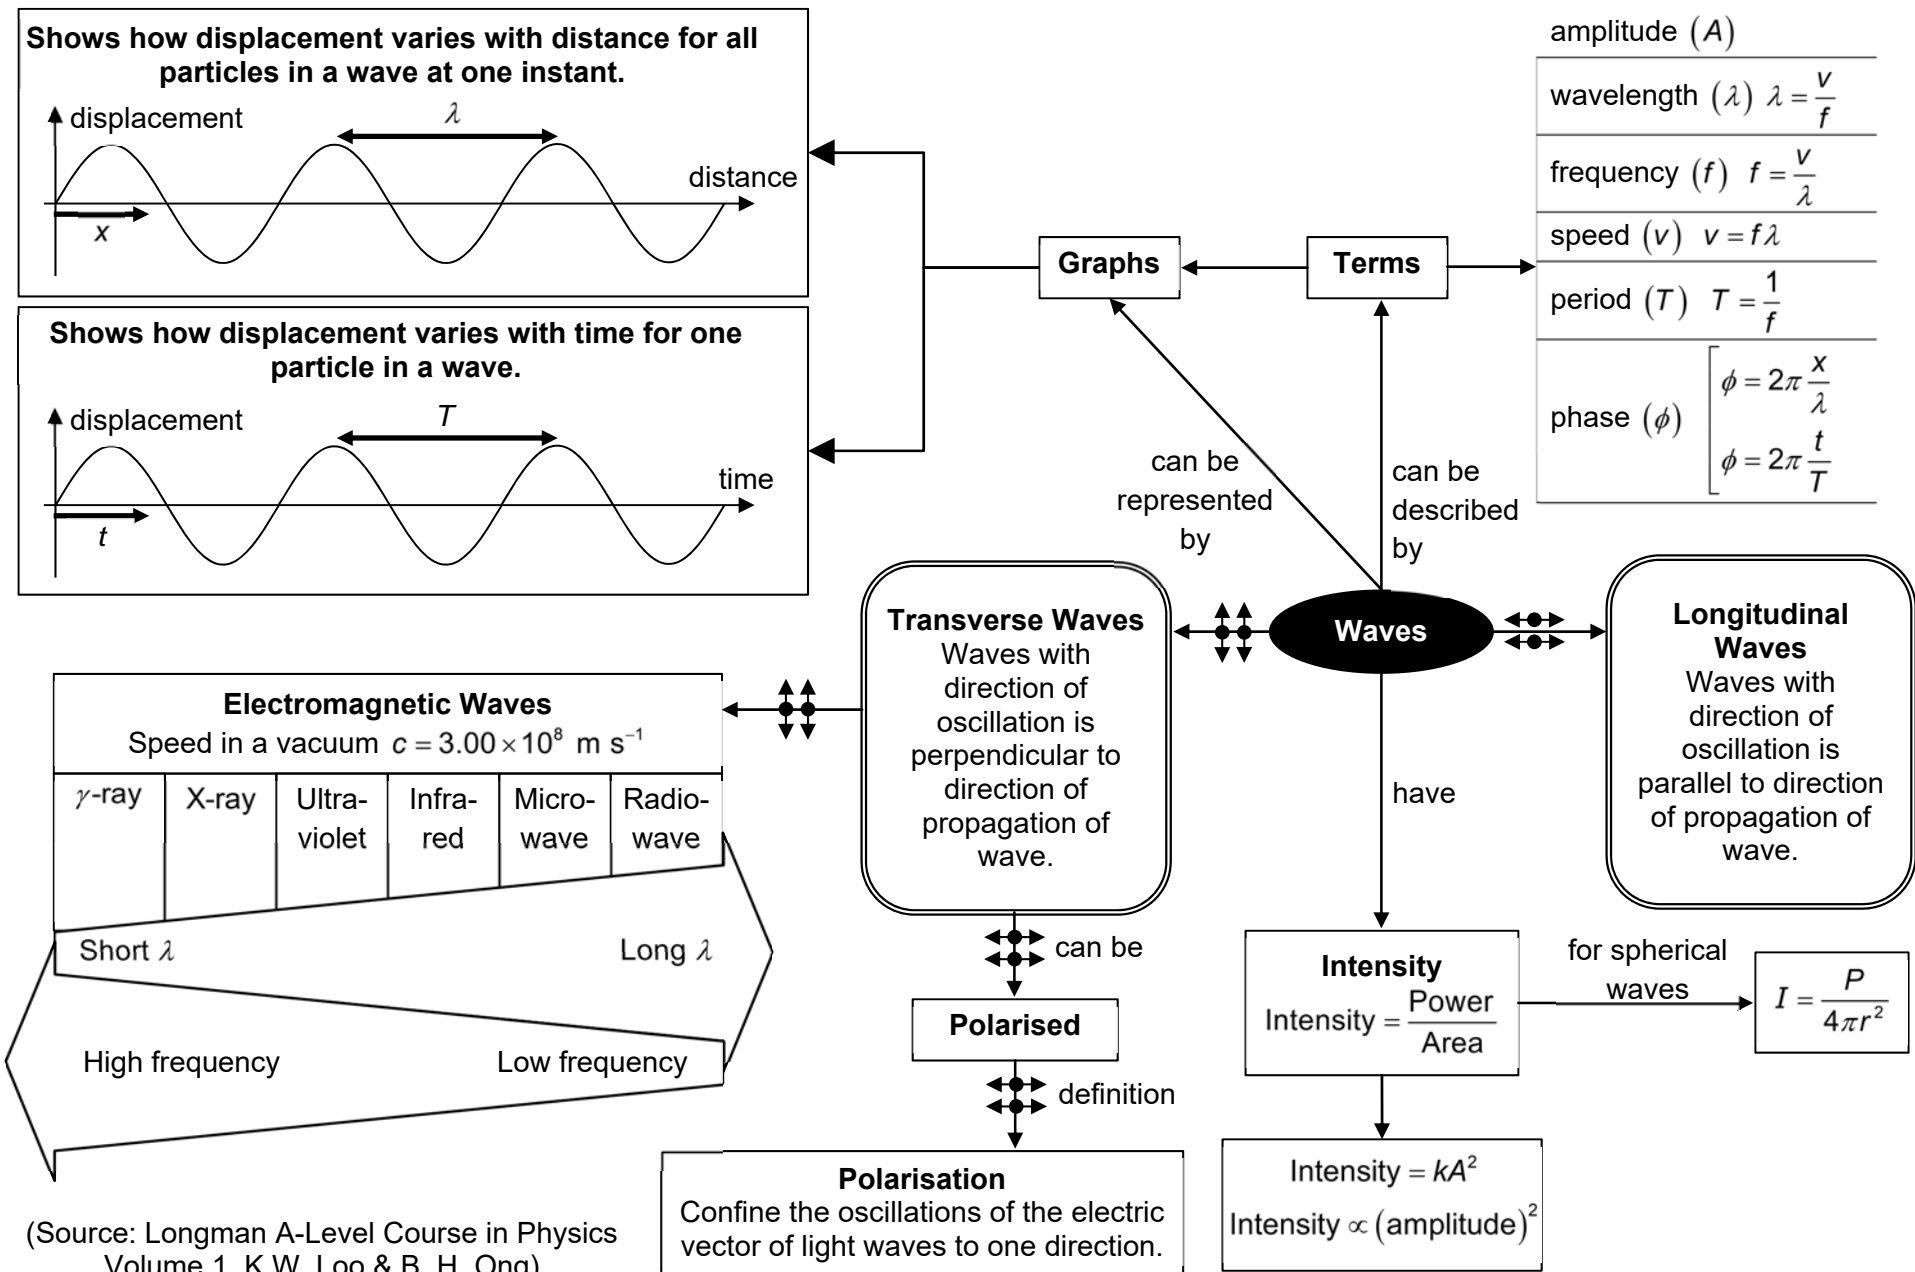 Shows how displacement varies with distance for all
particles in a wave at one instant.
displacement
λ
distance
x
Shows how displacement varies with time for one
particle in a wave.
displacement
T
time
t
Graphs
Terms
amplitude (A)
wavelength (λ) λ = v/f
frequency (f) f = v/λ
speed (v) v = fλ
period (T) T = 1/f
phase (ϕ)
ϕ = 2π x/λ
ϕ = 2π t/T
can be
represented
by
can be
described
by
Waves
Transverse Waves
Waves with
direction of
oscillation is
perpendicular to
direction of
propagation of
wave.
Longitudinal
Waves
Waves with
direction of
oscillation is
parallel to direction
of propagation of
wave.
Electromagnetic Waves
Speed in a vacuum c = 3.00 × 10⁸ m s⁻¹
γ-ray
X-ray
Ultra-
violet
Infra-
red
Micro-
wave
Radio-
wave
Short λ
Long λ
High frequency
Low frequency
can be
Polarised
definition
Polarisation
Confine the oscillations of the electric
vector of light waves to one direction.
have
Intensity
Intensity = Power/Area
for spherical
waves
I = P/4πr²
Intensity = kA²
Intensity ∝ (amplitude)²
(Source: Longman A-Level Course in Physics
Volume 1, K.W. Loo & B. H. Ong)